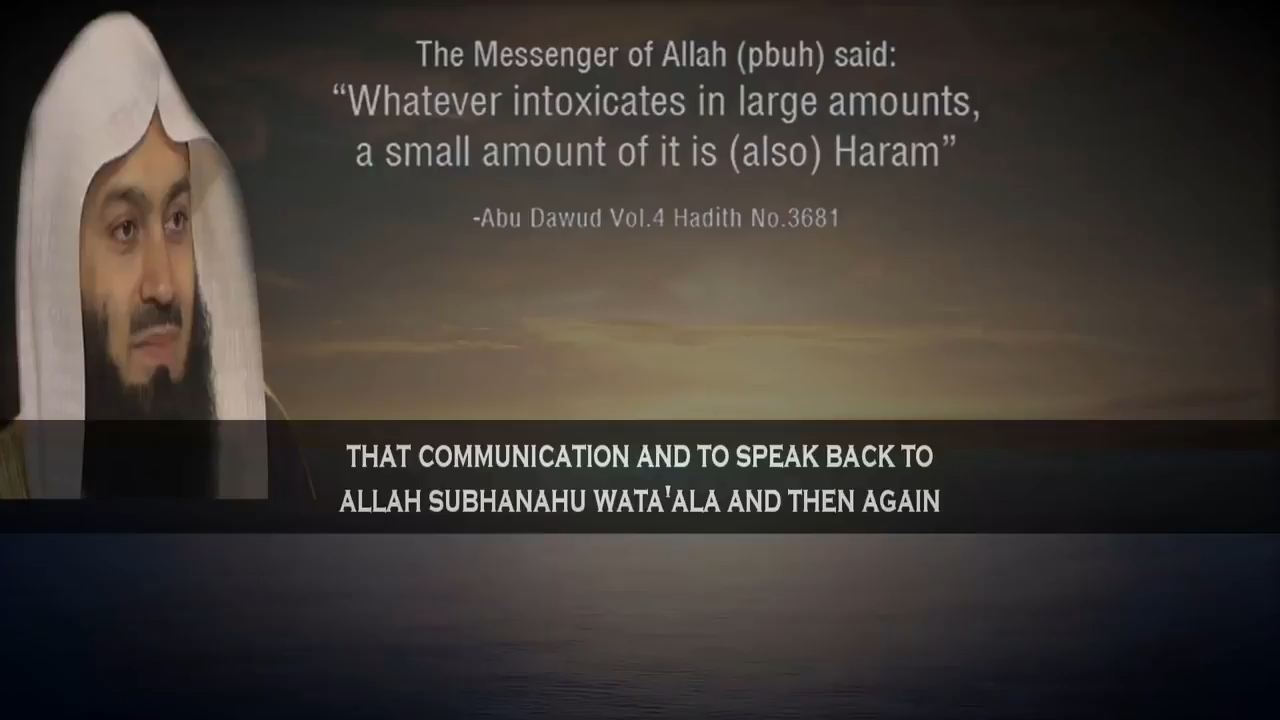 The Messenger of Allah (pbuh) said:
“Whatever intoxicates in large amounts,
a small amount of it is (also) Haram”
-Abu Dawud Vol.4 Hadith No.3681
THAT COMMUNICATION AND TO SPEAK BACK TO
ALLAH SUBHANAHU WATA'ALA AND THEN AGAIN